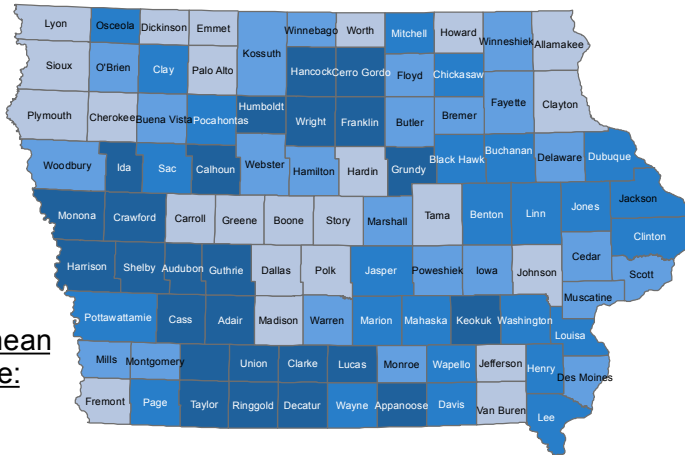 Lyon Osceola Dickinson Emmet Winnebago Worth Mitchell Howard Winneshiek Allamakee
Kossuth
Sioux O'Brien Clay Palo Alto Hancock Cerro Gordo Floyd Chickasaw
Plymouth Cherokee Buena Vista Pocahontas Humboldt Wright Franklin Butler Bremer Fayette Clayton
Woodbury Ida Sac Calhoun Webster Hamilton Hardin Grundy Black Hawk Buchanan Delaware Dubuque
Monona Crawford Carroll Greene Boone Story Marshall Tama Benton Linn Jones Jackson
Clinton
Harrison Shelby Audubon Guthrie Dallas Polk Jasper Poweshiek Iowa Johnson Cedar Scott
Muscatine
Pottawattamie Cass Adair Madison Warren Marion Mahaska Keokuk Washington Louisa
ean
Mills Montgomery Union Clarke Lucas Monroe Wapello Jefferson Henry Des Moines
e:
Fremont Page Taylor Ringgold Decatur Wayne Appanoose Davis Van Buren Lee